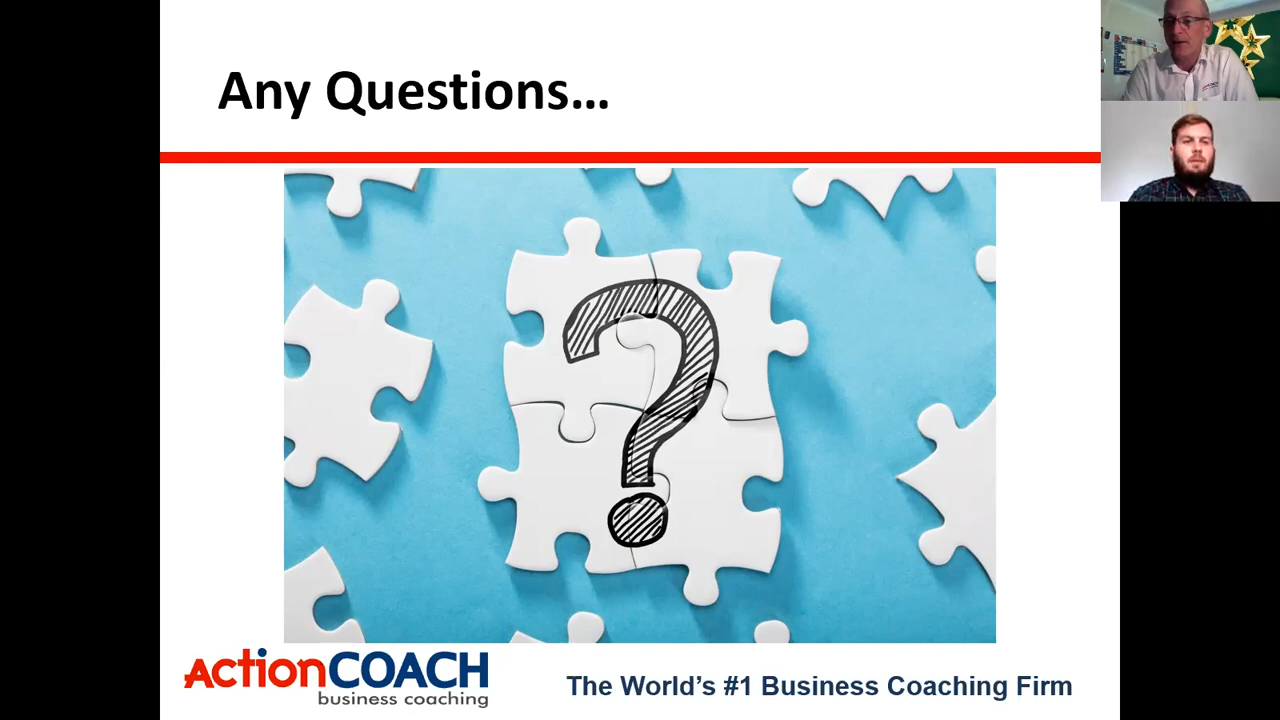 Any Questions...
ActionCOACH
business coaching
The World's #1 Business Coaching Firm